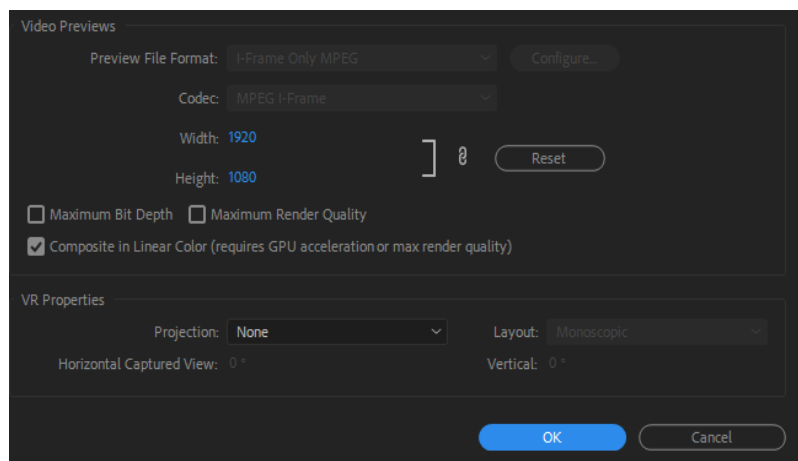 Video Previews
Preview File Format: I-Frame Only MPEG Configure...
Codec: MPEG I-Frame
Width: 1920
Reset
Height: 1080
Maximum Bit Depth Maximum Render Quality
Composite in Linear Color (requires GPU acceleration or max render quality)
VR Properties
Projection: None Layout: Monoscopic
Horizontal Captured View: 0 ° Vertical: 0 °
OK Cancel